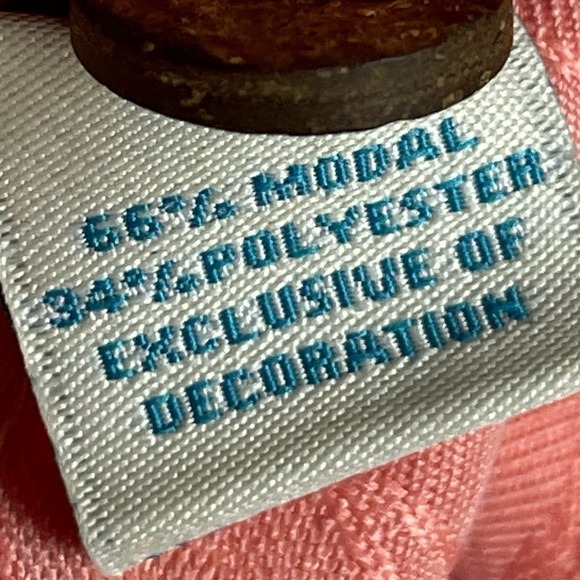 66% MODAL
34% POLYESTER
EXCLUSIVE OF
DECORATION